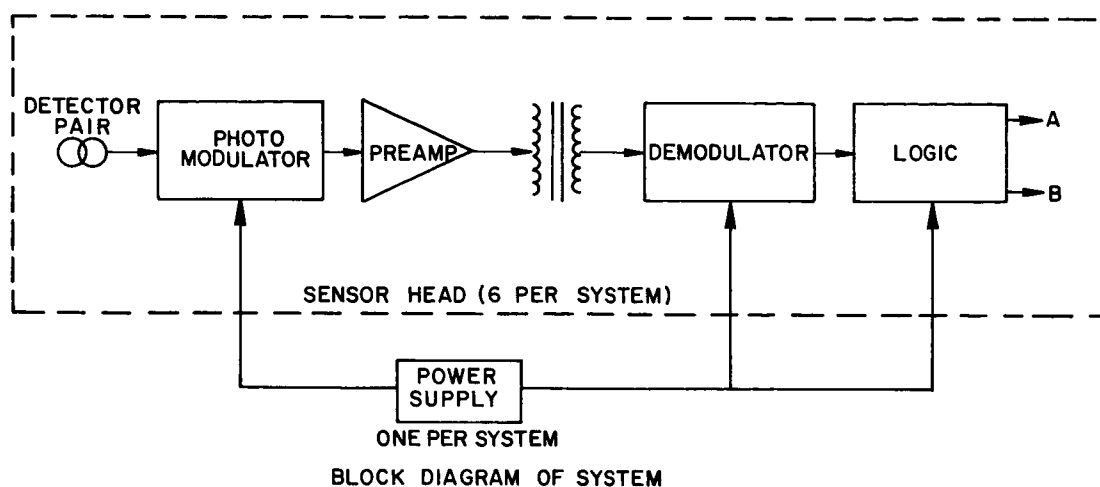 DETECTOR
PAIR
PHOTO
MODULATOR
PREAMP
DEMODULATOR
LOGIC
A
B
SENSOR HEAD (6 PER SYSTEM)
POWER
SUPPLY
ONE PER SYSTEM
BLOCK DIAGRAM OF SYSTEM